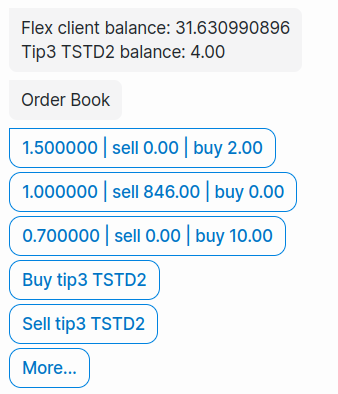 Flex client balance: 31.630990896
Tip3 TSTD2 balance: 4.00
Order Book
1.500000 | sell 0.00 | buy 2.00
1.000000 | sell 846.00 | buy 0.00
0.700000 | sell 0.00 | buy 10.00
Buy tip3 TSTD2
Sell tip3 TSTD2
More...